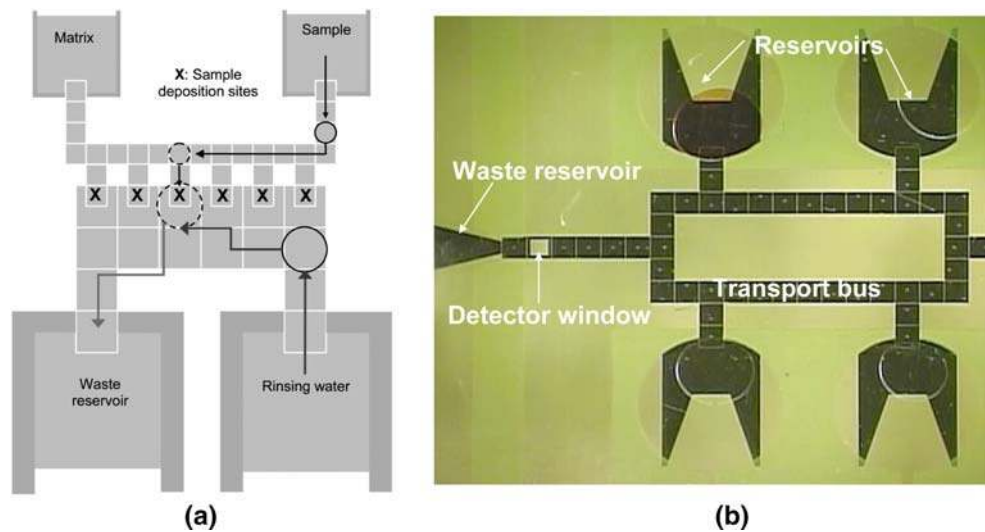 Matrix
Sample
X: Sample
deposition sites
X X X X X X
Waste
reservoir
Rinsing water
(a)
Reservoirs
Waste reservoir
Transport bus
Detector window
(b)